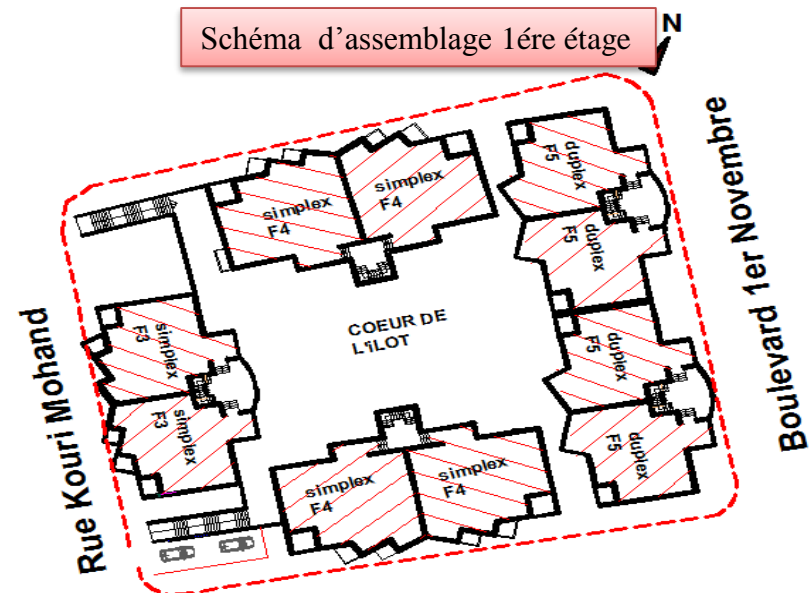 Schéma d'assemblage 1ére étage
N
duplex
F5
simplex
F4
simplex
F4
duplex
F5
Boulevard 1er Novembre
COEUR DE
L'iLOT
Rue Kouri Mohand
simplex
F3
simplex
F3
duplex
F5
duplex
F5
simplex
F4
simplex
F4